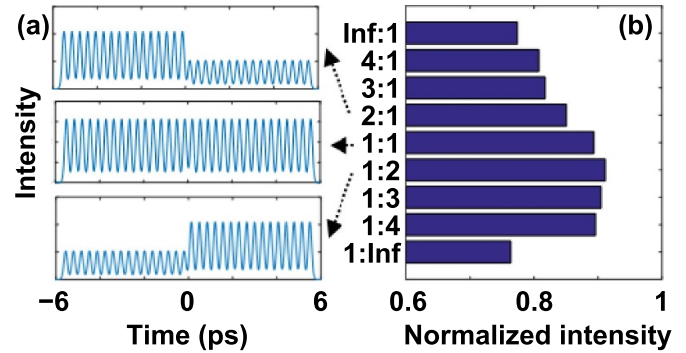 (a)
Intensity
−6
0
6
Time (ps)
(b)
Inf:1
4:1
3:1
2:1
1:1
1:2
1:3
1:4
1:Inf
0.6
0.8
1
Normalized intensity